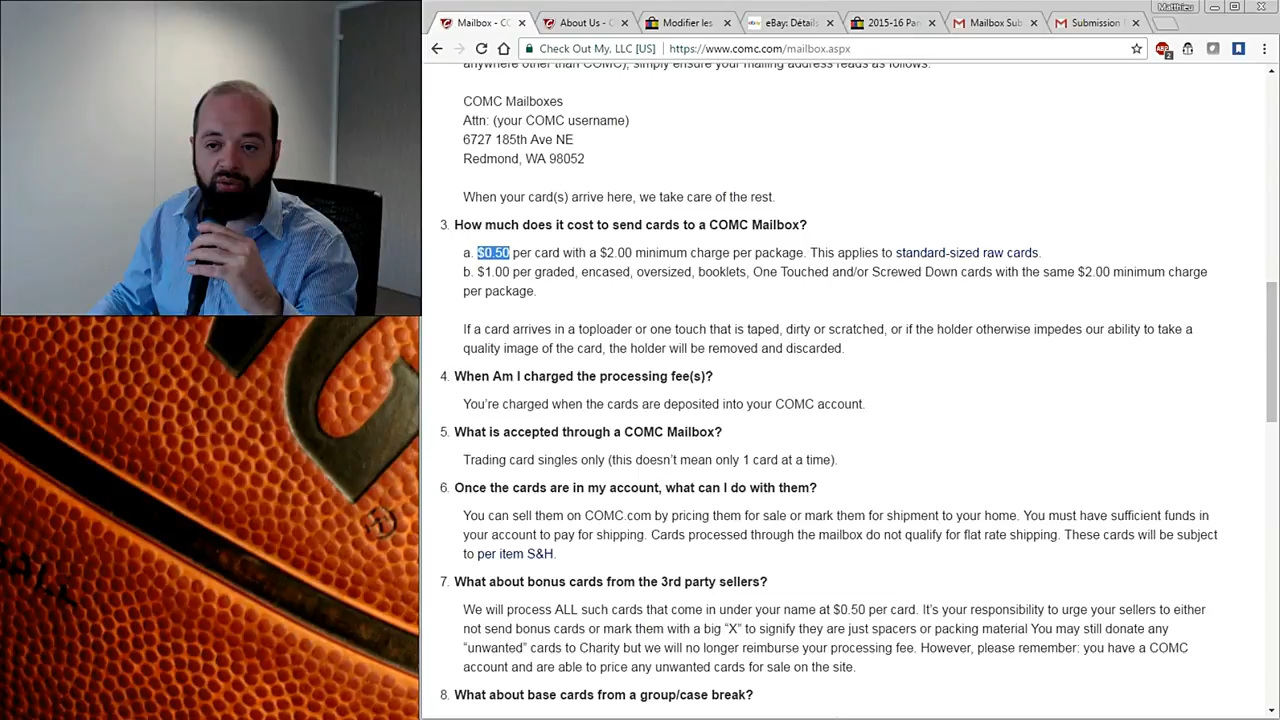 Matthieu
Mailbox - CO
About Us - C
Modifier les
eBay: Détails
2015-16 Pan
Mailbox Sub
Submission
Check Out My, LLC [US]
https://www.comc.com/mailbox.aspx
2
anywhere other than COMC), simply ensure your mailing address reads as follows:
COMC Mailboxes
Attn: (your COMC username)
6727 185th Ave NE
Redmond, WA 98052
When your card(s) arrive here, we take care of the rest.
3. How much does it cost to send cards to a COMC Mailbox?
a. $0.50 per card with a $2.00 minimum charge per package. This applies to standard-sized raw cards.
b. $1.00 per graded, encased, oversized, booklets, One Touched and/or Screwed Down cards with the same $2.00 minimum charge
per package.
If a card arrives in a toploader or one touch that is taped, dirty or scratched, or if the holder otherwise impedes our ability to take a
quality image of the card, the holder will be removed and discarded.
4. When Am I charged the processing fee(s)?
You're charged when the cards are deposited into your COMC account.
5. What is accepted through a COMC Mailbox?
Trading card singles only (this doesn't mean only 1 card at a time).
6. Once the cards are in my account, what can I do with them?
You can sell them on COMC.com by pricing them for sale or mark them for shipment to your home. You must have sufficient funds in
your account to pay for shipping. Cards processed through the mailbox do not qualify for flat rate shipping. These cards will be subject
to per item S&H.
7. What about bonus cards from the 3rd party sellers?
We will process ALL such cards that come in under your name at $0.50 per card. It's your responsibility to urge your sellers to either
not send bonus cards or mark them with a big "X" to signify they are just spacers or packing material You may still donate any
"unwanted" cards to Charity but we will no longer reimburse your processing fee. However, please remember: you have a COMC
account and are able to price any unwanted cards for sale on the site.
8. What about base cards from a group/case break?